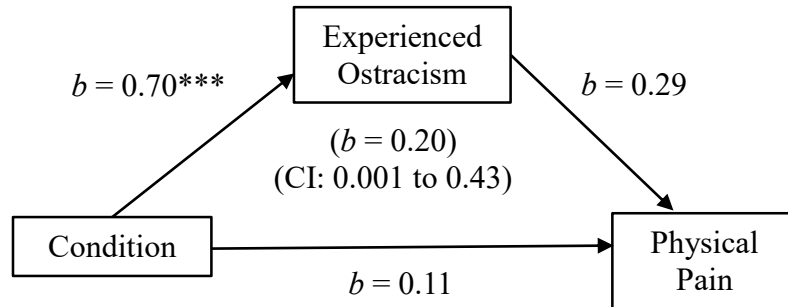 Experienced
Ostracism
b = 0.70***
b = 0.29
(b = 0.20)
(CI: 0.001 to 0.43)
Condition
Physical
Pain
b = 0.11